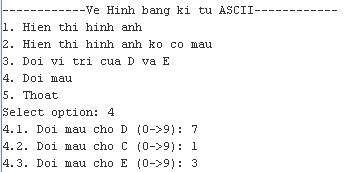 ------------Ve Hinh bang ki tu ASCII------------
1. Hien thi hinh anh
2. Hien thi hinh anh ko co mau
3. Doi vi tri cua D va E
4. Doi mau
5. Thoat
Select option: 4
4.1. Doi mau cho D (0->9): 7
4.2. Doi mau cho C (0->9): 1
4.3. Doi mau cho E (0->9): 3